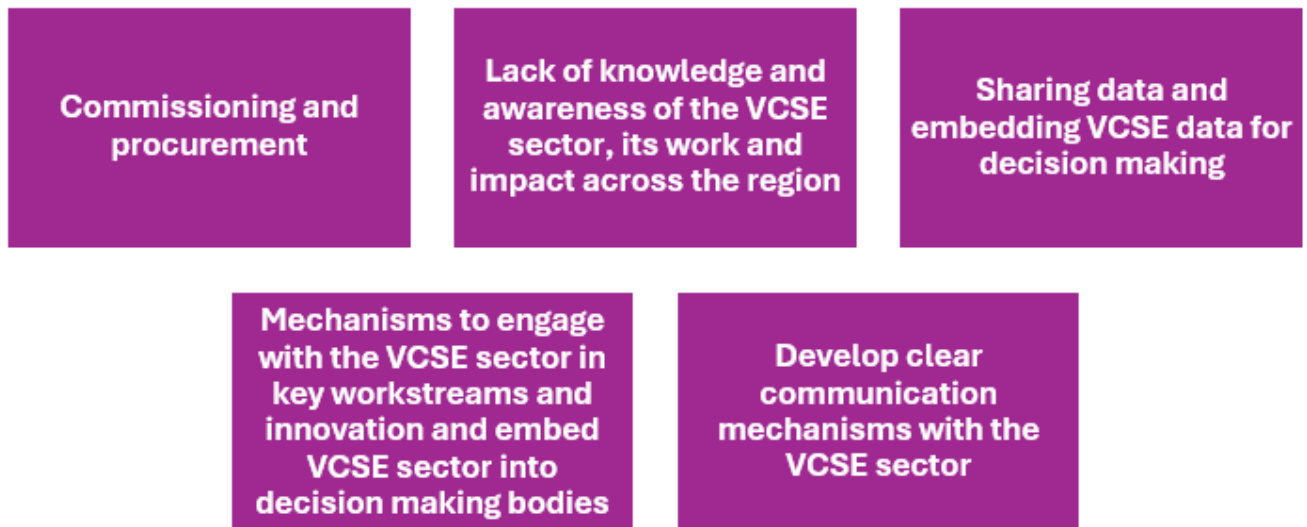 Commissioning and
procurement
Lack of knowledge and
awareness of the VCSE
sector, its work and
impact across the region
Sharing data and
embedding VCSE data for
decision making
Mechanisms to engage
with the VCSE sector in
key workstreams and
innovation and embed
VCSE sector into
decision making bodies
Develop clear
communication
mechanisms with the
VCSE sector